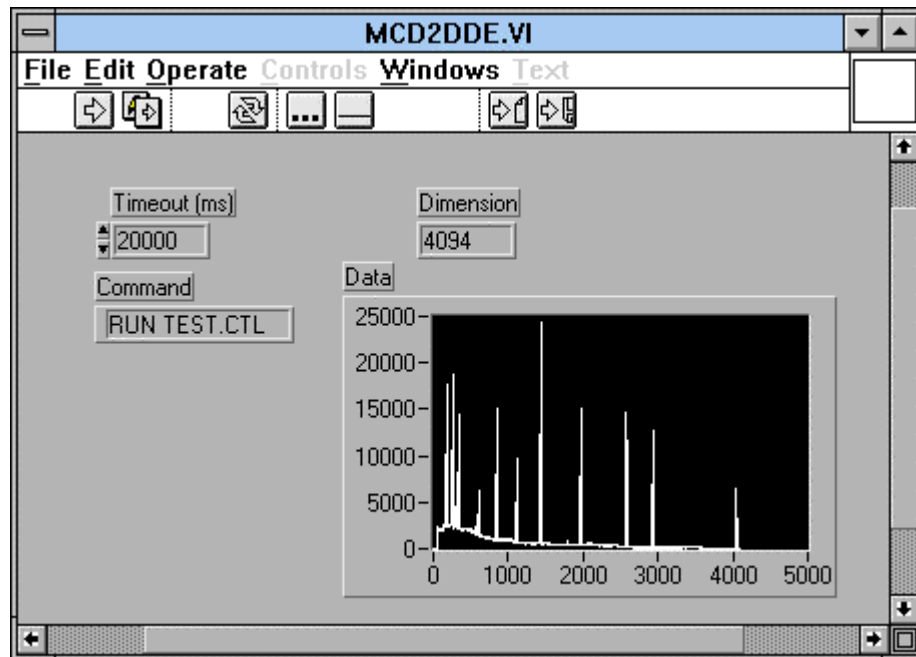 MCD2DDE.VI
File Edit Operate Controls Windows Text
Timeout (ms)
20000
Dimension
4094
Command
RUN TEST.CTL
Data
25000
20000
15000
10000
5000
0
0 1000 2000 3000 4000 5000